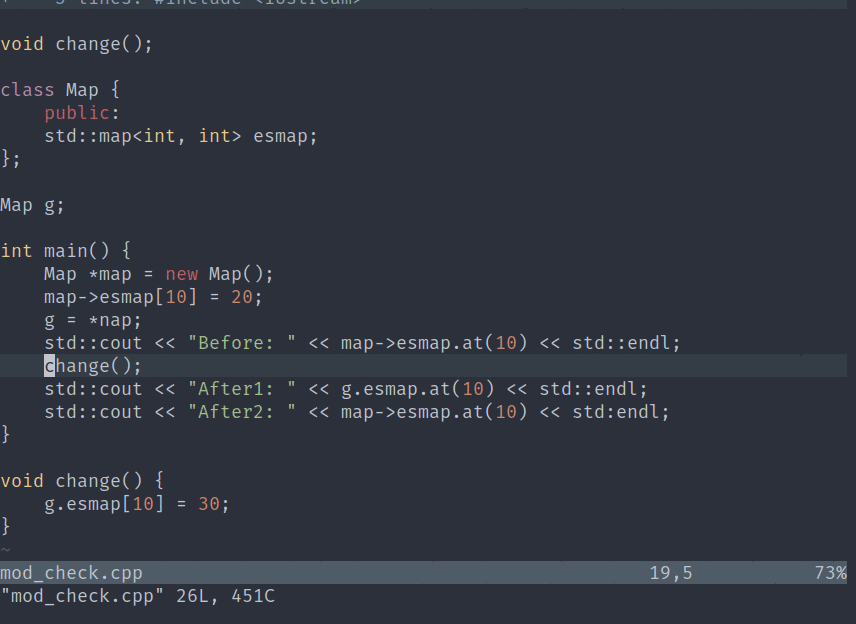 +    3 lines: #include <iostream>
void change();
class Map {
    public:
    std::map<int, int> esmap;
};
Map g;
int main() {
    Map *map = new Map();
    map->esmap[10] = 20;
    g = *nap;
    std::cout << "Before: " << map->esmap.at(10) << std::endl;
    change();
    std::cout << "After1: " << g.esmap.at(10) << std::endl;
    std::cout << "After2: " << map->esmap.at(10) << std:endl;
}
void change() {
    g.esmap[10] = 30;
}
~
mod_check.cpp 19,5 73%
"mod_check.cpp" 26L, 451C